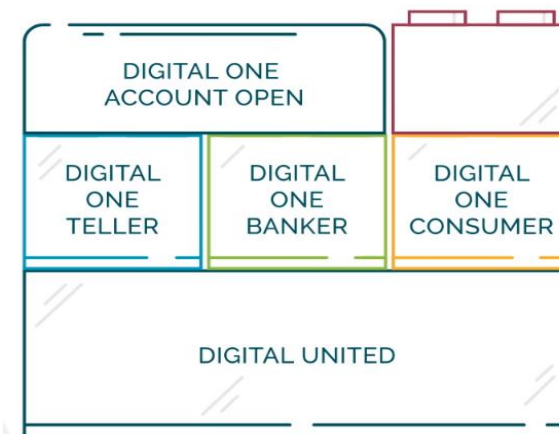 DIGITAL ONE
ACCOUNT OPEN
DIGITAL
ONE
TELLER
DIGITAL
ONE
BANKER
DIGITAL
ONE
CONSUMER
DIGITAL UNITED